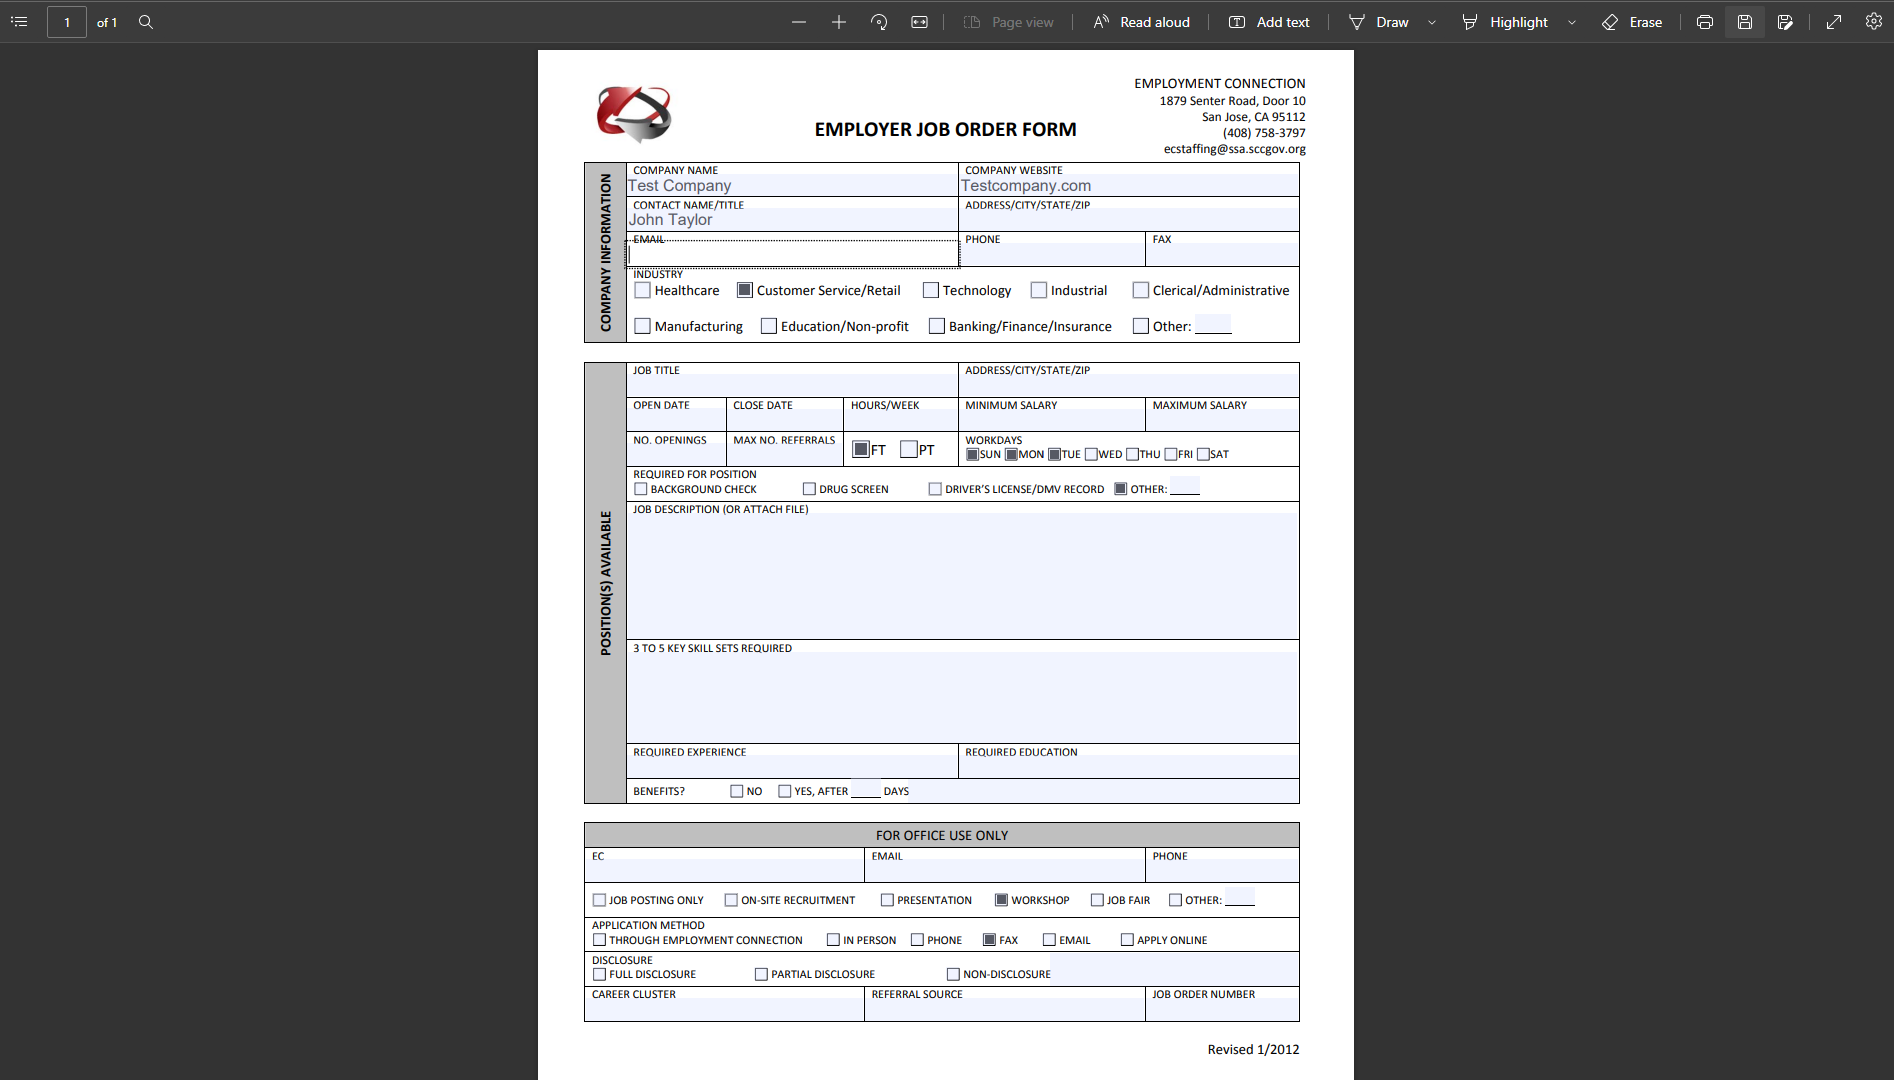 1 of 1 Page view Read aloud Add text Draw Highlight Erase
EMPLOYMENT CONNECTION
1879 Senter Road, Door 10
San Jose, CA 95112
(408) 758-3797
ecstaffing@ssa.sccgov.org
EMPLOYER JOB ORDER FORM
COMPANY INFORMATION
COMPANY NAME COMPANY WEBSITE
Test Company Testcompany.com
CONTACT NAME/TITLE ADDRESS/CITY/STATE/ZIP
John Taylor
EMAIL PHONE FAX
INDUSTRY
Healthcare Customer Service/Retail Technology Industrial Clerical/Administrative
Manufacturing Education/Non-profit Banking/Finance/Insurance Other:
POSITION(S) AVAILABLE
JOB TITLE ADDRESS/CITY/STATE/ZIP
OPEN DATE CLOSE DATE HOURS/WEEK MINIMUM SALARY MAXIMUM SALARY
NO. OPENINGS MAX NO. REFERRALS FT PT WORKDAYS
SUN MON TUE WED THU FRI SAT
REQUIRED FOR POSITION
BACKGROUND CHECK DRUG SCREEN DRIVER'S LICENSE/DMV RECORD OTHER:
JOB DESCRIPTION (OR ATTACH FILE)
3 TO 5 KEY SKILL SETS REQUIRED
REQUIRED EXPERIENCE REQUIRED EDUCATION
BENEFITS? NO YES, AFTER DAYS
FOR OFFICE USE ONLY
EC EMAIL PHONE
JOB POSTING ONLY ON-SITE RECRUITMENT PRESENTATION WORKSHOP JOB FAIR OTHER:
APPLICATION METHOD
THROUGH EMPLOYMENT CONNECTION IN PERSON PHONE FAX EMAIL APPLY ONLINE
DISCLOSURE
FULL DISCLOSURE PARTIAL DISCLOSURE NON-DISCLOSURE
CAREER CLUSTER REFERRAL SOURCE JOB ORDER NUMBER
Revised 1/2012